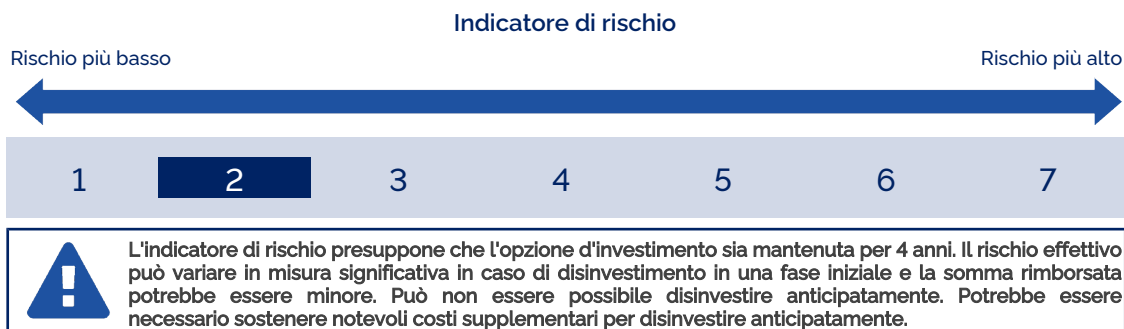 Indicatore di rischio
Rischio più basso Rischio più alto
1 2 3 4 5 6 7
L'indicatore di rischio presuppone che l'opzione d'investimento sia mantenuta per 4 anni. Il rischio effettivo
può variare in misura significativa in caso di disinvestimento in una fase iniziale e la somma rimborsata
potrebbe essere minore. Può non essere possibile disinvestire anticipatamente. Potrebbe essere
necessario sostenere notevoli costi supplementari per disinvestire anticipatamente.